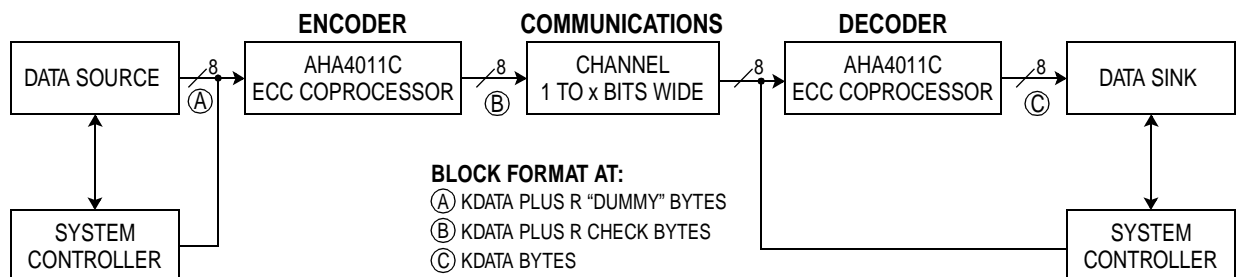 ENCODER
COMMUNICATIONS
DECODER
DATA SOURCE
8
A
AHA4011C
ECC COPROCESSOR
8
B
CHANNEL
1 TO x BITS WIDE
8
AHA4011C
ECC COPROCESSOR
8
C
DATA SINK
BLOCK FORMAT AT:
A KDATA PLUS R “DUMMY” BYTES
B KDATA PLUS R CHECK BYTES
C KDATA BYTES
SYSTEM
CONTROLLER
SYSTEM
CONTROLLER